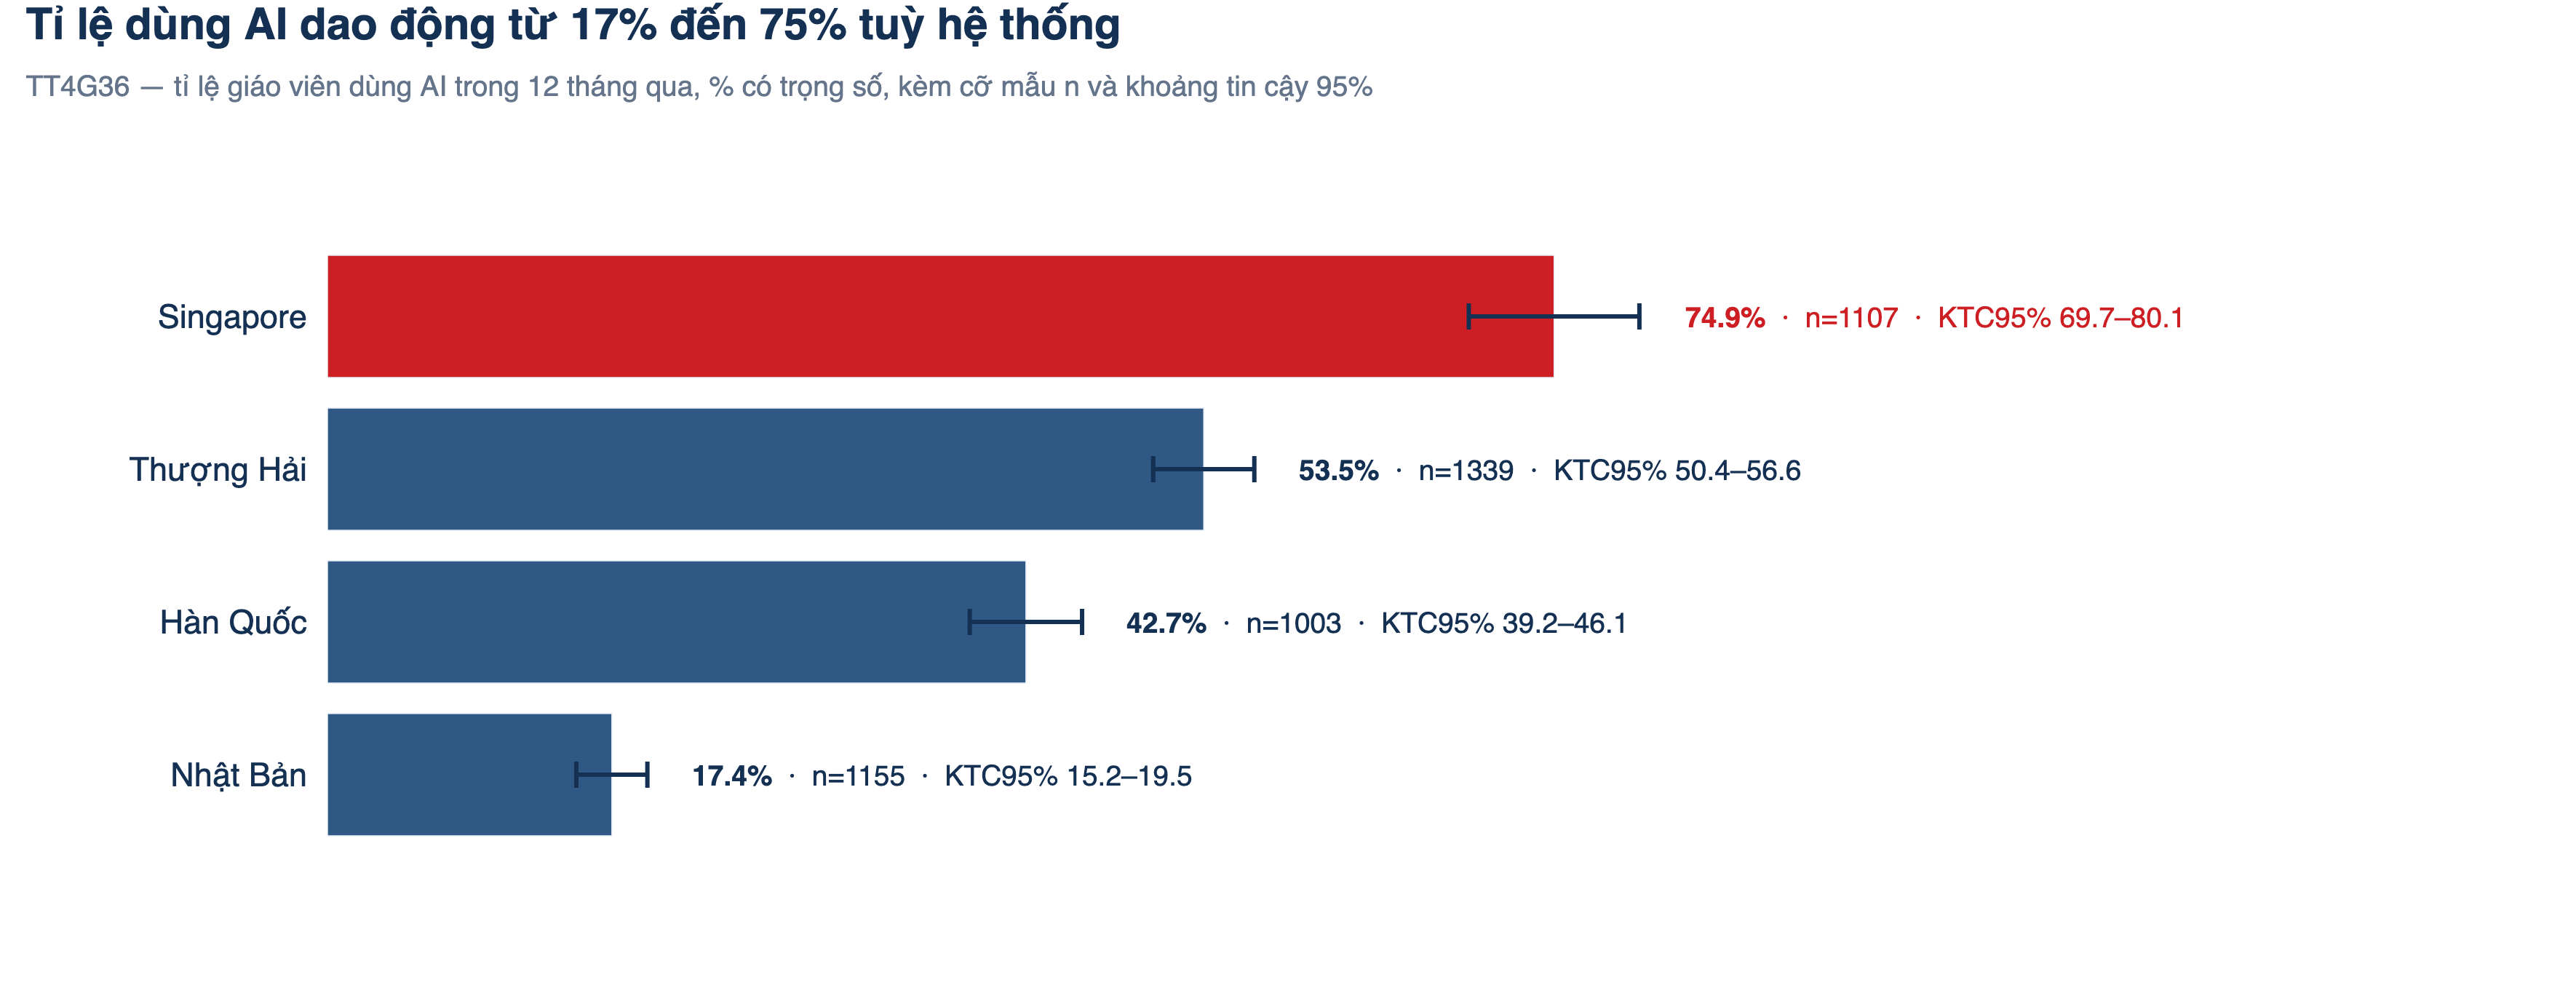 Tỉ lệ dùng AI dao động từ 17% đến 75% tuỳ hệ thống
TT4G36 — tỉ lệ giáo viên dùng AI trong 12 tháng qua, % có trọng số, kèm cỡ mẫu n và khoảng tin cậy 95%
Singapore 74.9% · n=1107 · KTC95% 69.7–80.1
Thượng Hải 53.5% · n=1339 · KTC95% 50.4–56.6
Hàn Quốc 42.7% · n=1003 · KTC95% 39.2–46.1
Nhật Bản 17.4% · n=1155 · KTC95% 15.2–19.5